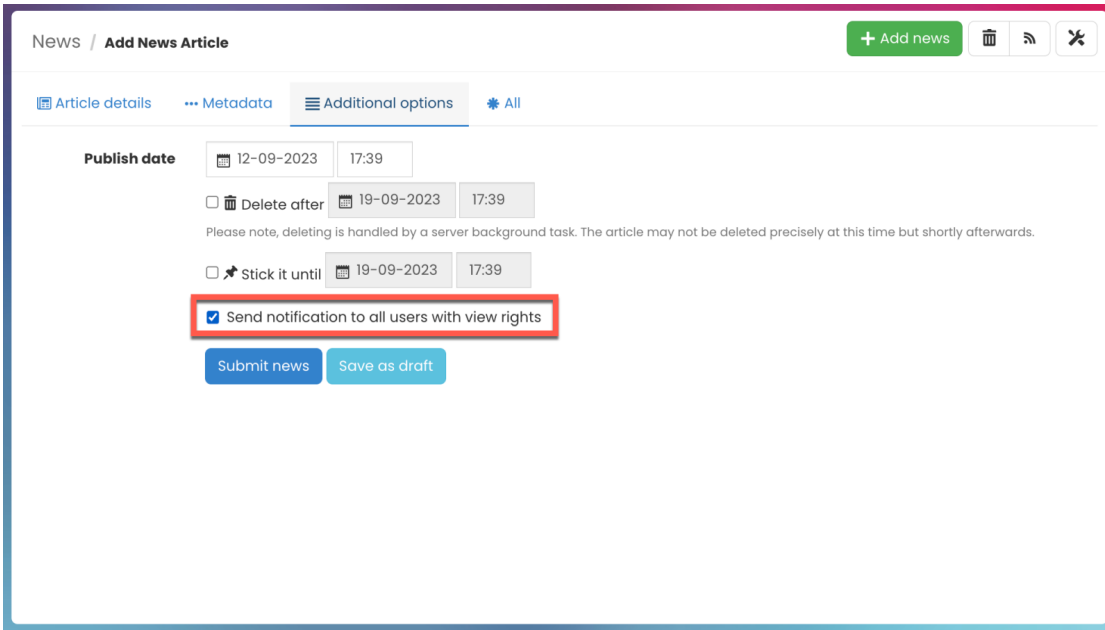 News / Add News Article
Add news
Article details
Metadata
Additional options
All
Publish date
12-09-2023
17:39
Delete after
19-09-2023
17:39
Please note, deleting is handled by a server background task. The article may not be deleted precisely at this time but shortly afterwards.
Stick it until
19-09-2023
17:39
Send notification to all users with view rights
Submit news
Save as draft